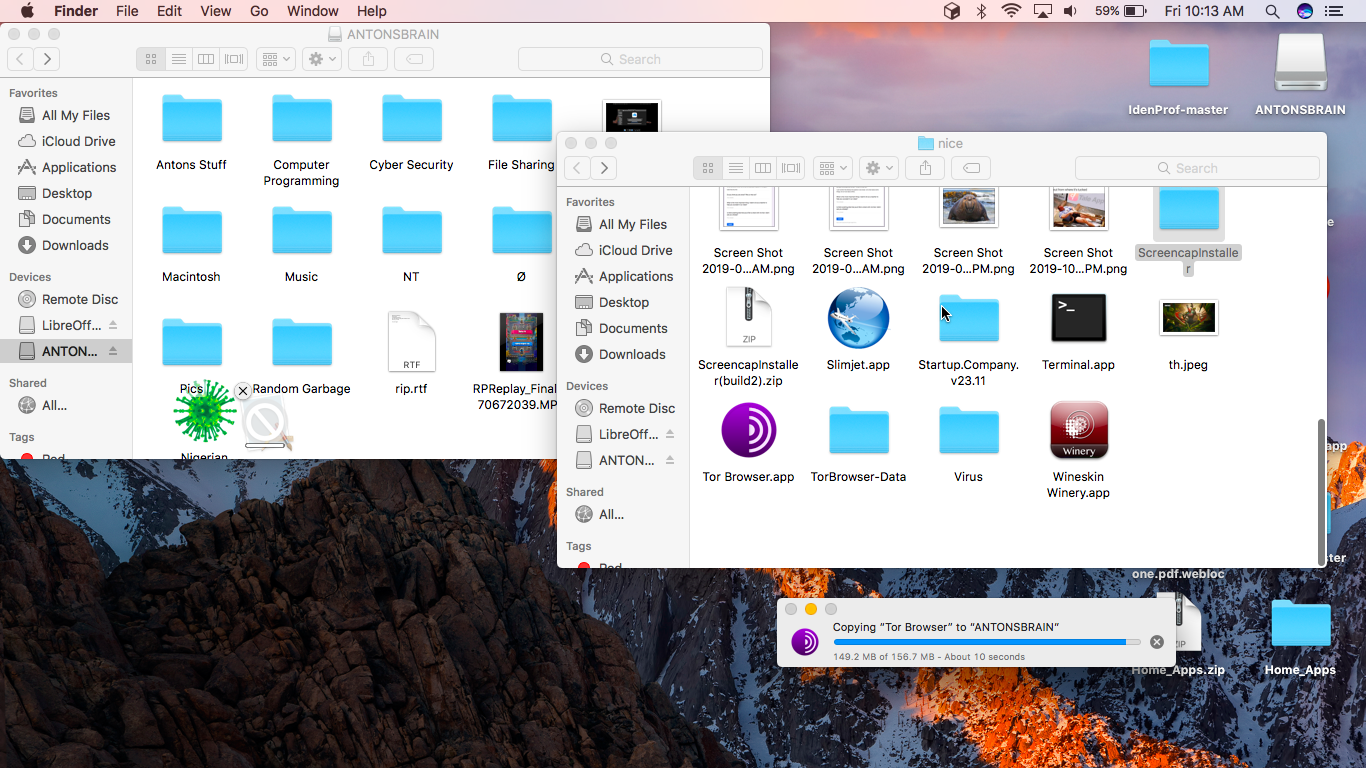 Finder File Edit View Go Window Help 59% Fri 10:13 AM
ANTONSBRAIN
Search
Favorites
All My Files
iCloud Drive
Applications
Desktop
Documents
Downloads
Devices
Remote Disc
LibreOff...
ANTON...
Shared
All...
Tags
Antons Stuff
Computer
Programming
Cyber Security
File Sharing
Macintosh
Music
NT
Ø
Pics
Random Garbage
RTF
rip.rtf
RPReplay_Final
70672039.MP
Nigerian
nice
Search
Favorites
All My Files
iCloud Drive
Applications
Desktop
Documents
Downloads
Devices
Remote Disc
LibreOff...
ANTON...
Shared
All...
Tags
Screen Shot
2019-0...AM.png
Screen Shot
2019-0...AM.png
Screen Shot
2019-0...PM.png
Screen Shot
2019-10...PM.png
ScreencapInstalle
r
ZIP
ScreencapInstalle
r(build2).zip
Slimjet.app
Startup.Company.
v23.11
>_
Terminal.app
th.jpeg
Tor Browser.app
TorBrowser-Data
Virus
Winery
Wineskin
Winery.app
IdenProf-master
ANTONSBRAIN
one.pdf.webloc
ZIP
Home_Apps.zip
Home_Apps
Copying “Tor Browser” to “ANTONSBRAIN”
149.2 MB of 156.7 MB - About 10 seconds